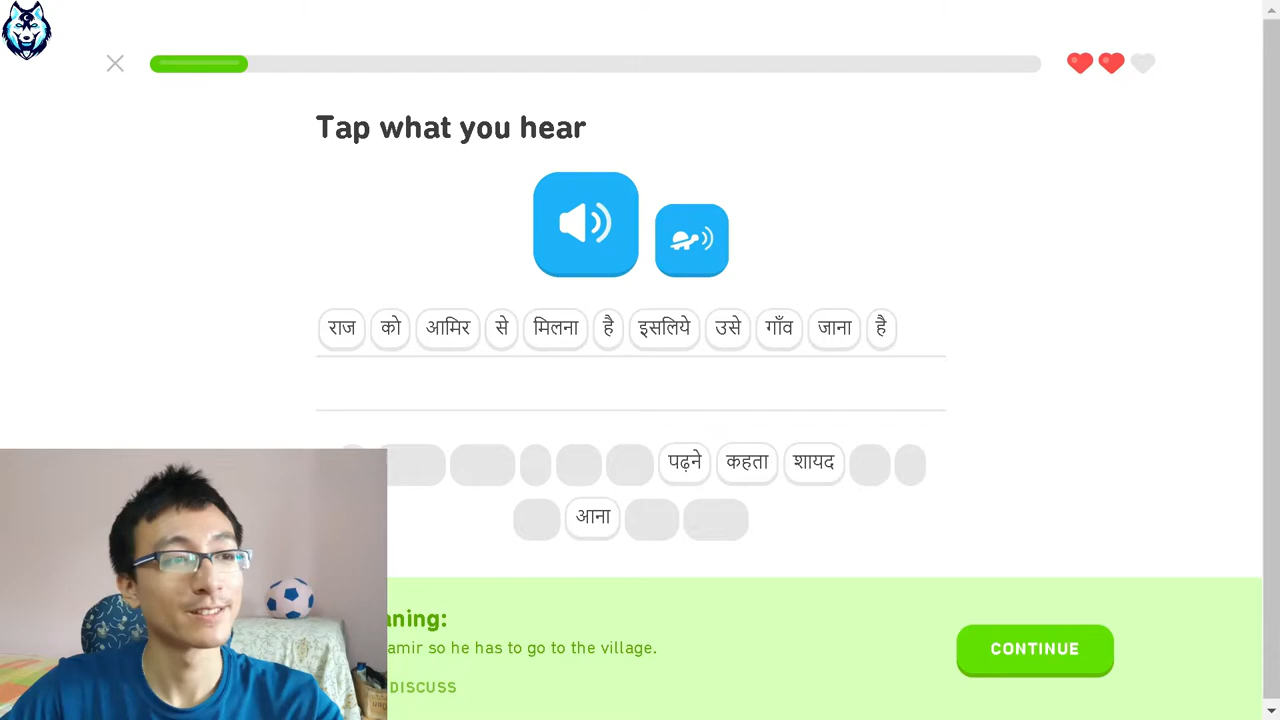 Tap what you hear
राज को आमिर से मिलना है इसलिये उसे गाँव जाना है
पढ़ने कहता शायद
आना
aning:
amir so he has to go to the village.
CONTINUE
DISCUSS